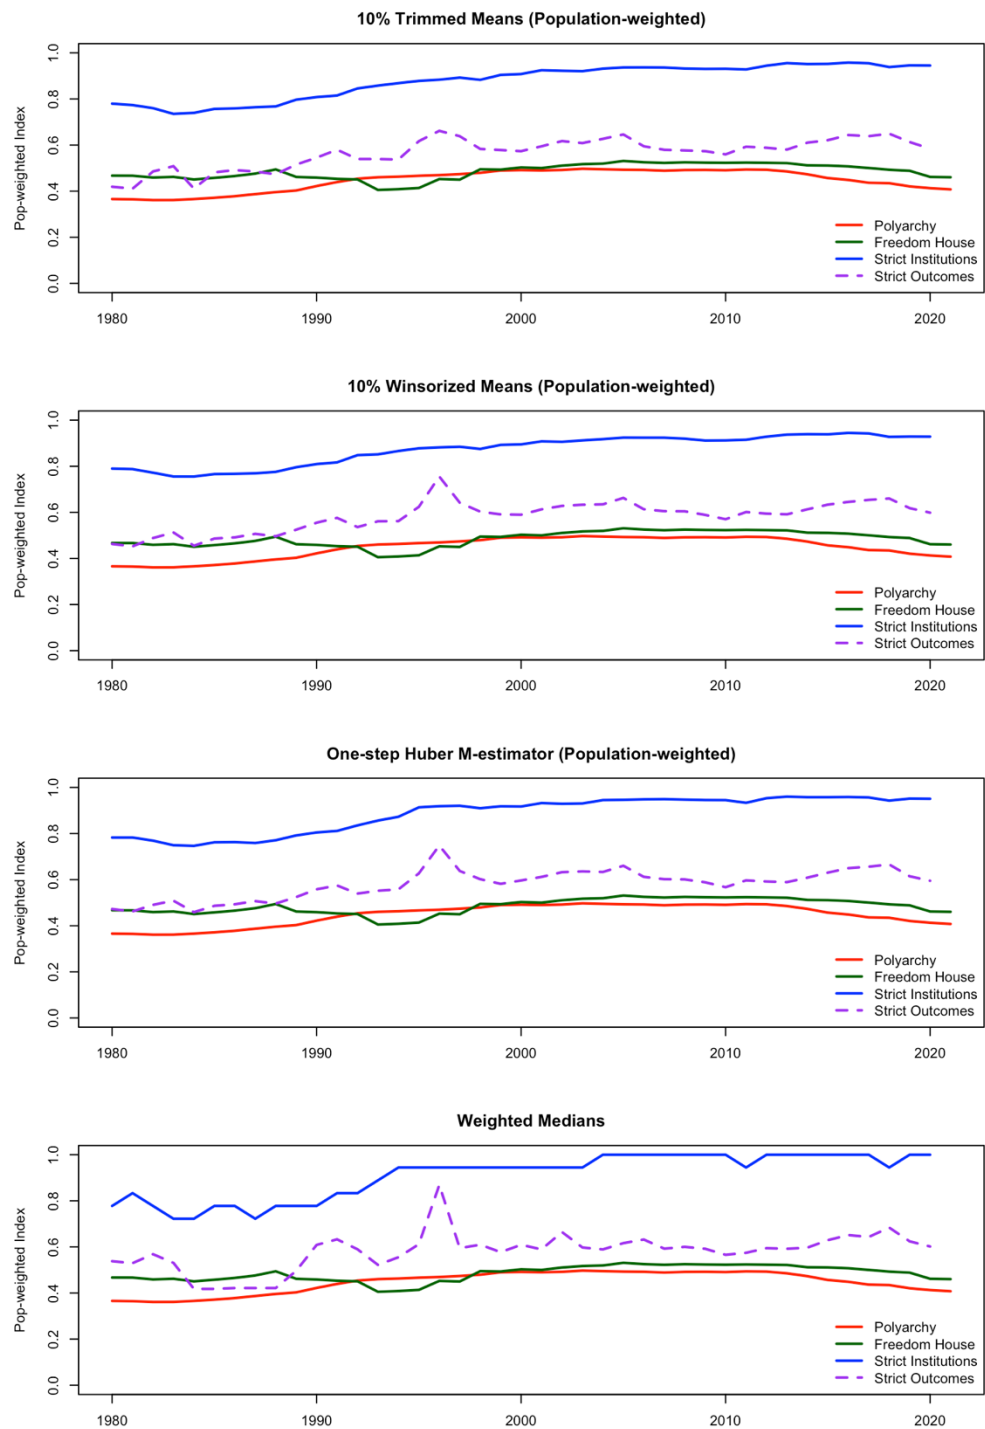 10% Trimmed Means (Population-weighted)
Pop-weighted Index
1.0
0.8
0.6
0.4
0.2
0.0
Polyarchy
Freedom House
Strict Institutions
Strict Outcomes
1980 1990 2000 2010 2020
10% Winsorized Means (Population-weighted)
Pop-weighted Index
1.0
0.8
0.6
0.4
0.2
0.0
Polyarchy
Freedom House
Strict Institutions
Strict Outcomes
1980 1990 2000 2010 2020
One-step Huber M-estimator (Population-weighted)
Pop-weighted Index
1.0
0.8
0.6
0.4
0.2
0.0
Polyarchy
Freedom House
Strict Institutions
Strict Outcomes
1980 1990 2000 2010 2020
Weighted Medians
Pop-weighted Index
1.0
0.8
0.6
0.4
0.2
0.0
Polyarchy
Freedom House
Strict Institutions
Strict Outcomes
1980 1990 2000 2010 2020